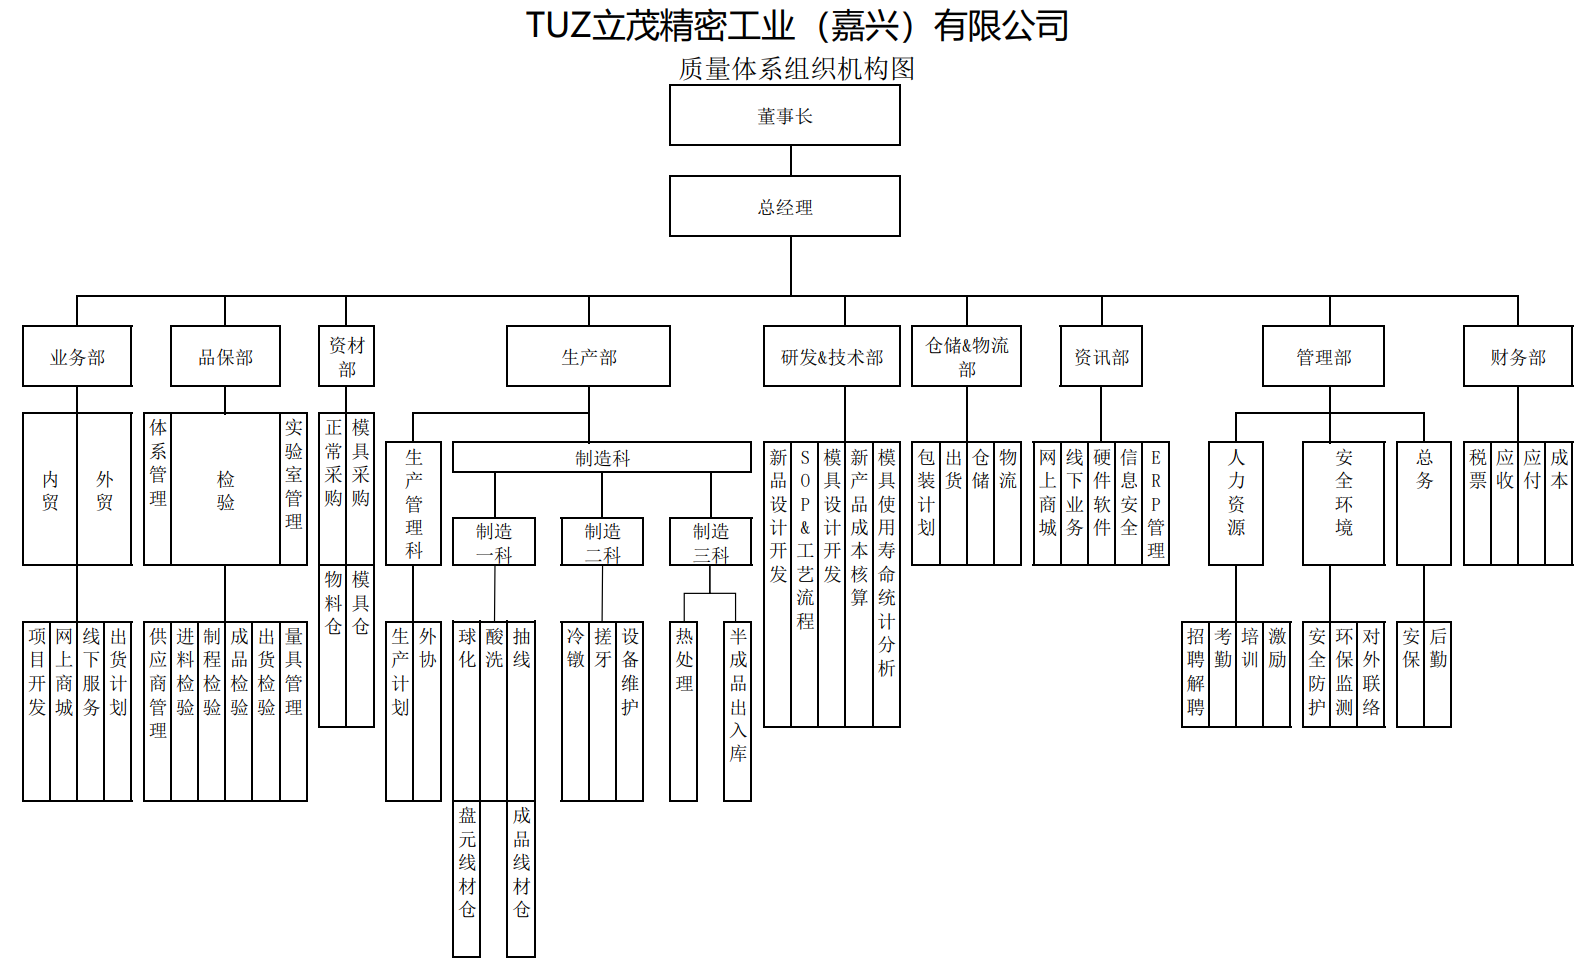 TUZ立茂精密工业（嘉兴）有限公司
质量体系组织机构图
董事长
总经理
业务部
品保部
资材部
生产部
研发&技术部
仓储&物流部
资讯部
管理部
财务部
内贸
外贸
体系管理
检验
实验室管理
正常采购
模具采购
物料仓
模具仓
生产管理科
制造科
制造一科
制造二科
制造三科
新品设计开发
SOP&工艺流程
模具设计开发
新产品成本核算
模具使用寿命统计分析
包装计划
出货
仓储
物流
网上商城
线下业务
硬件软件
信息安全
ERP管理
人力资源
安全环境
总务
税票
应收
应付
成本
项目开发
网上商城
线下服务
出货计划
供应商管理
进料检验
制程检验
成品检验
出货检验
量具管理
生产计划
外协
球化
酸洗
抽线
冷镦
搓牙
设备维护
热处理
半成品出入库
招聘解聘
考勤
培训
激励
安全防护
环保监测
对外联络
安保
后勤
盘元线材仓
成品线材仓